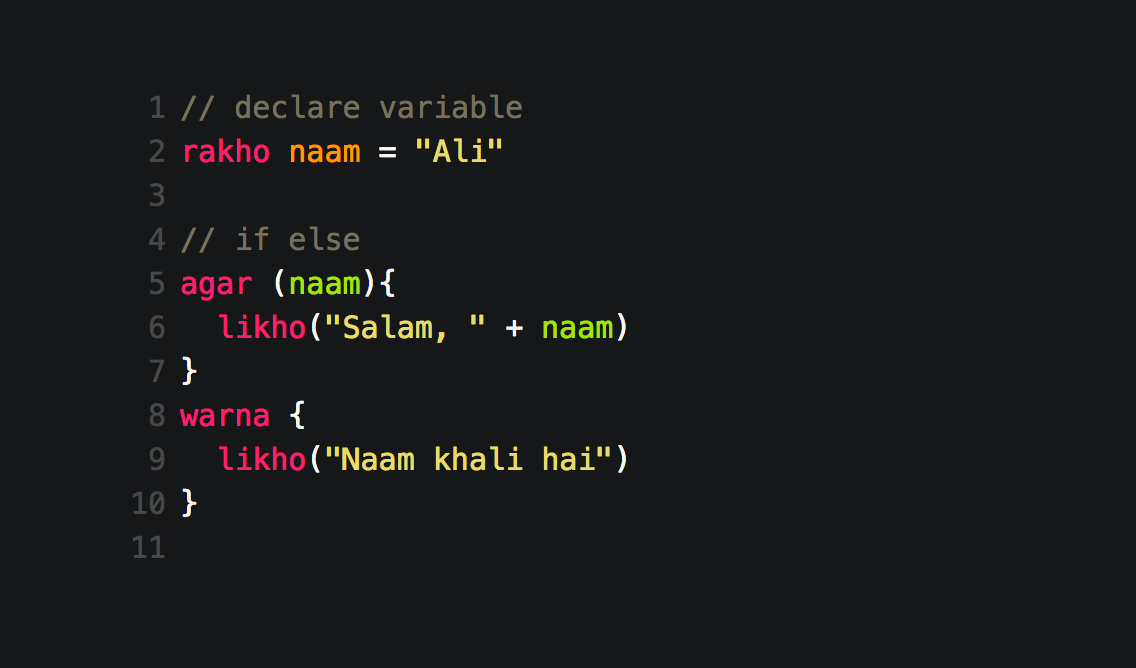 1 // declare variable
2 rakho naam = "Ali"
3
4 // if else
5 agar (naam){
6   likho("Salam, " + naam)
7 }
8 warna {
9   likho("Naam khali hai")
10 }
11